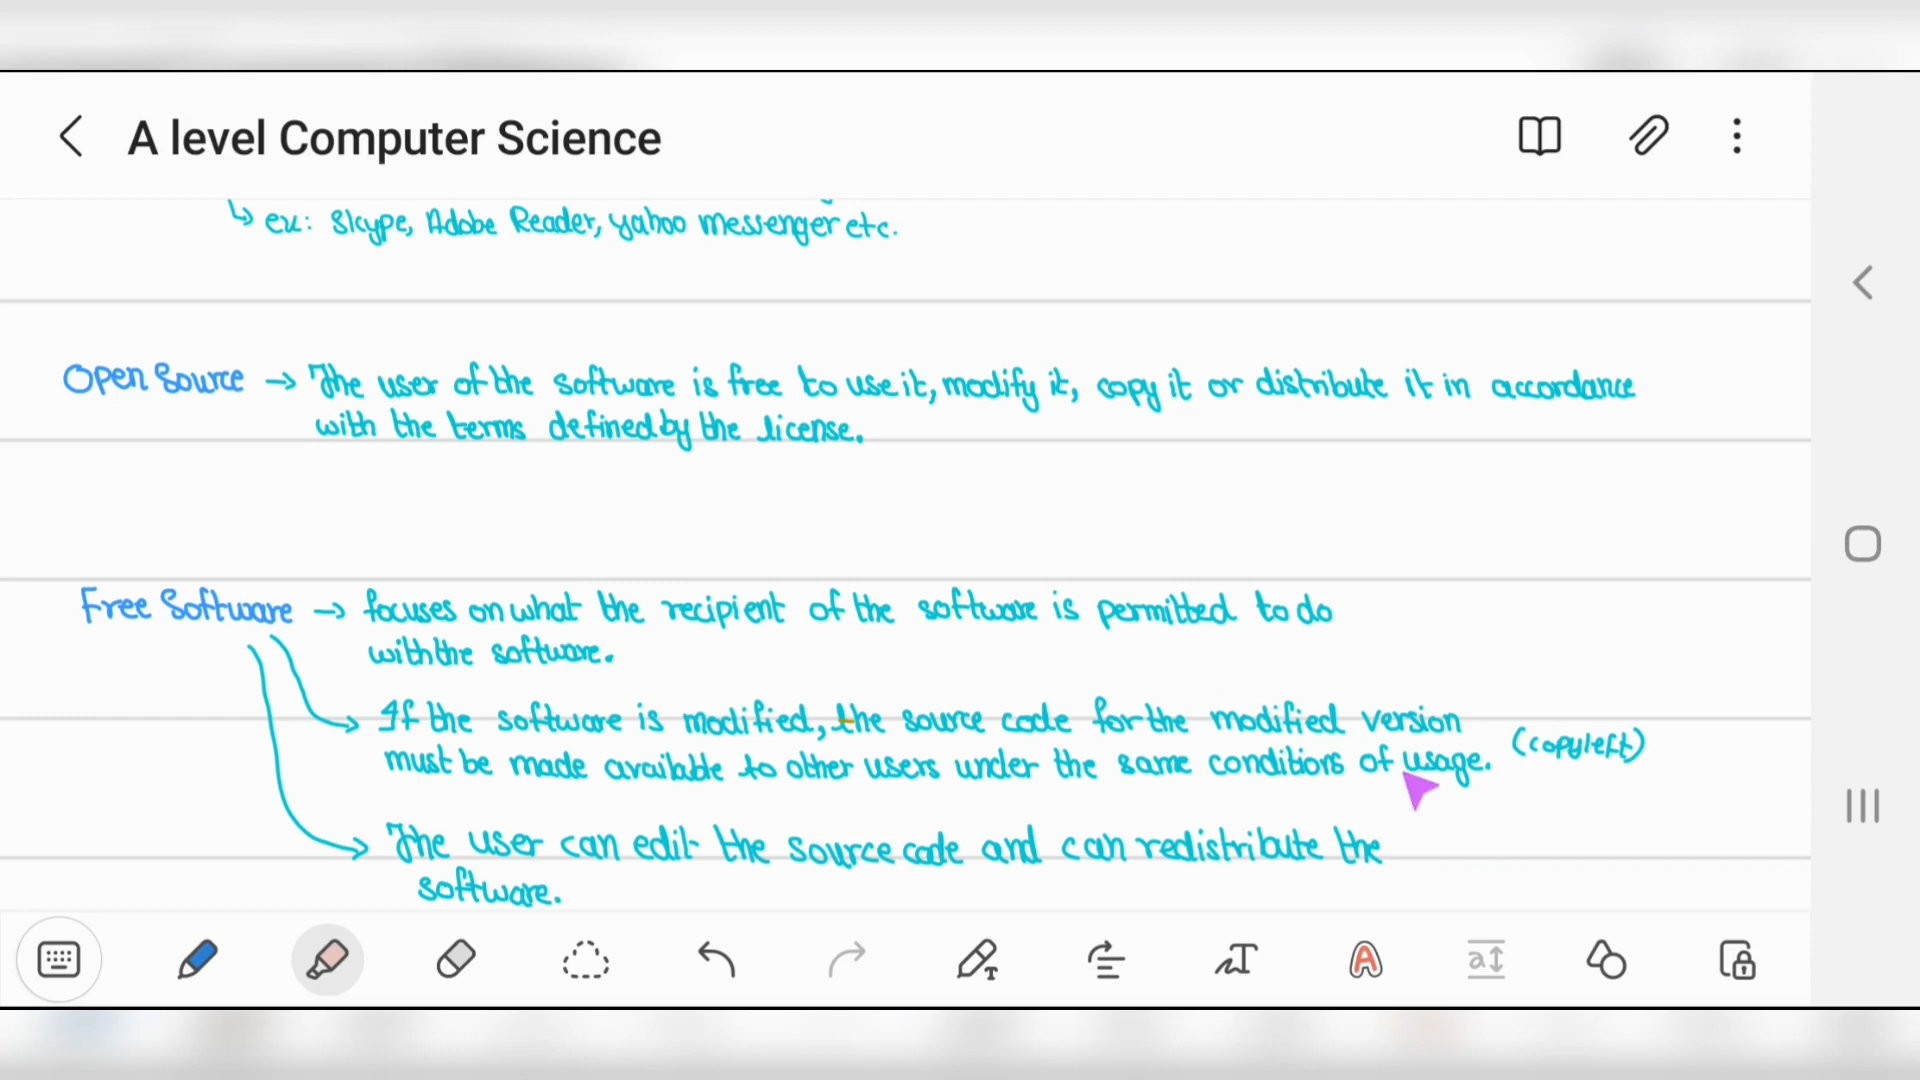 A level Computer Science
ex: Skype, Adobe Reader, yahoo messenger etc.
Open Source → The user of the software is free to use it, modify it, copy it or distribute it in accordance
with the terms defined by the license.
Free Software → focuses on what the recipient of the software is permitted to do
with the software.
If the software is modified, the source code for the modified version
must be made available to other users under the same conditions of usage. (copyleft)
The user can edit the source code and can redistribute the
software.